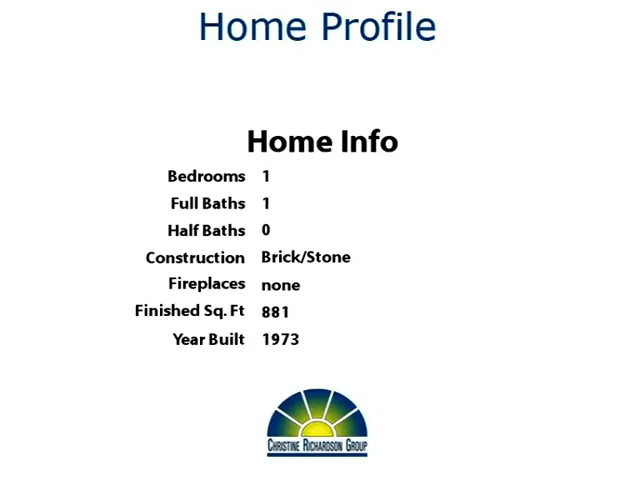 Home Profile
Home Info
Bedrooms 1
Full Baths 1
Half Baths 0
Construction Brick/Stone
Fireplaces none
Finished Sq. Ft 881
Year Built 1973
Christine Richardson Group